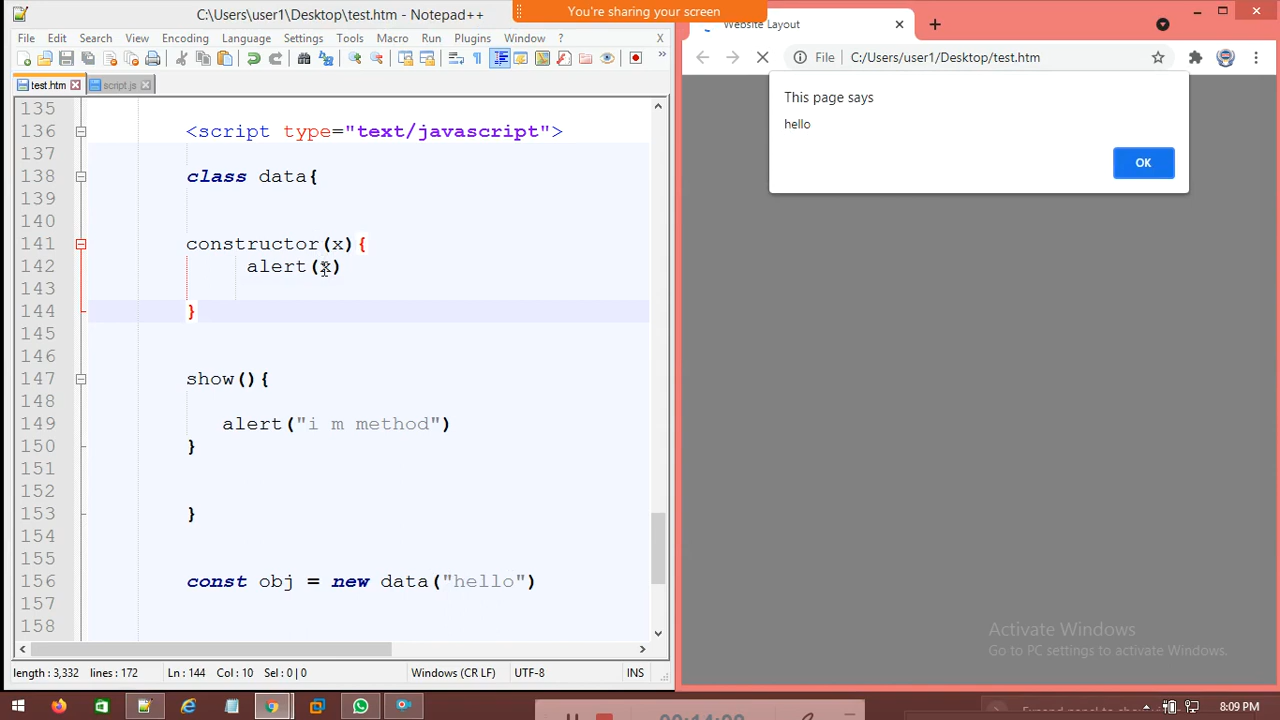 C:\Users\user1\Desktop\test.htm - Notepad++
You're sharing your screen
Website Layout
File Edit Search View Encoding Language Settings Tools Macro Run Plugins Window ? X
File C:/Users/user1/Desktop/test.htm
test.htm script.js
This page says
hello
OK
135
136 <script type="text/javascript">
137
138 class data{
139
140
141 constructor(x){
142 alert(x)
143
144 }
145
146
147 show(){
148
149 alert("i m method")
150 }
151
152
153 }
154
155
156 const obj = new data("hello")
157
158
Activate Windows
Go to PC settings to activate Windows.
length : 3,332 lines : 172 Ln : 144 Col : 10 Sel : 0 | 0 Windows (CR LF) UTF-8 INS
8:09 PM